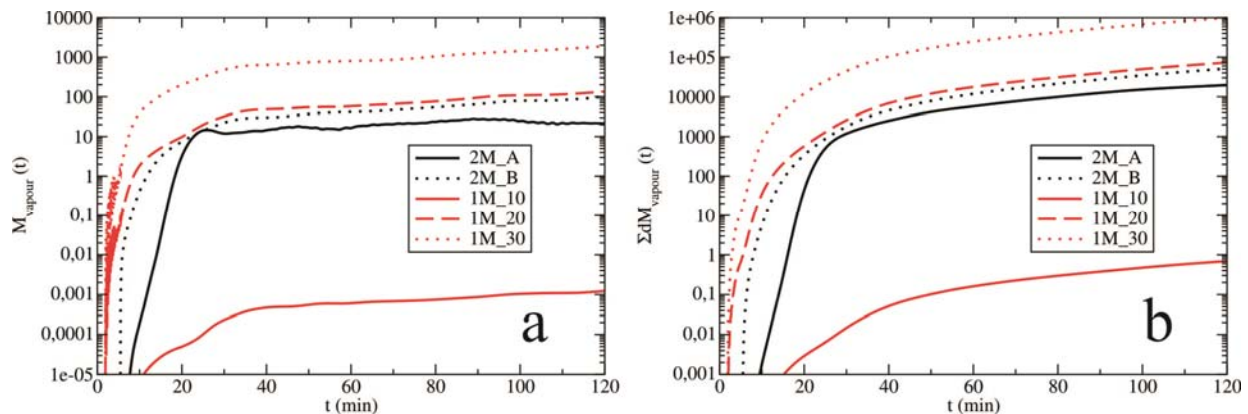 10000
1000
100
10
1
0,1
0,01
0,001
0,0001
1e-05
M_vapour (t)
0 20 40 60 80 100 120
t (min)
2M_A
2M_B
1M_10
1M_20
1M_30
a
1e+06
1e+05
10000
1000
100
10
1
0,1
0,01
0,001
ΣdM_vapour (t)
0 20 40 60 80 100 120
t (min)
2M_A
2M_B
1M_10
1M_20
1M_30
b